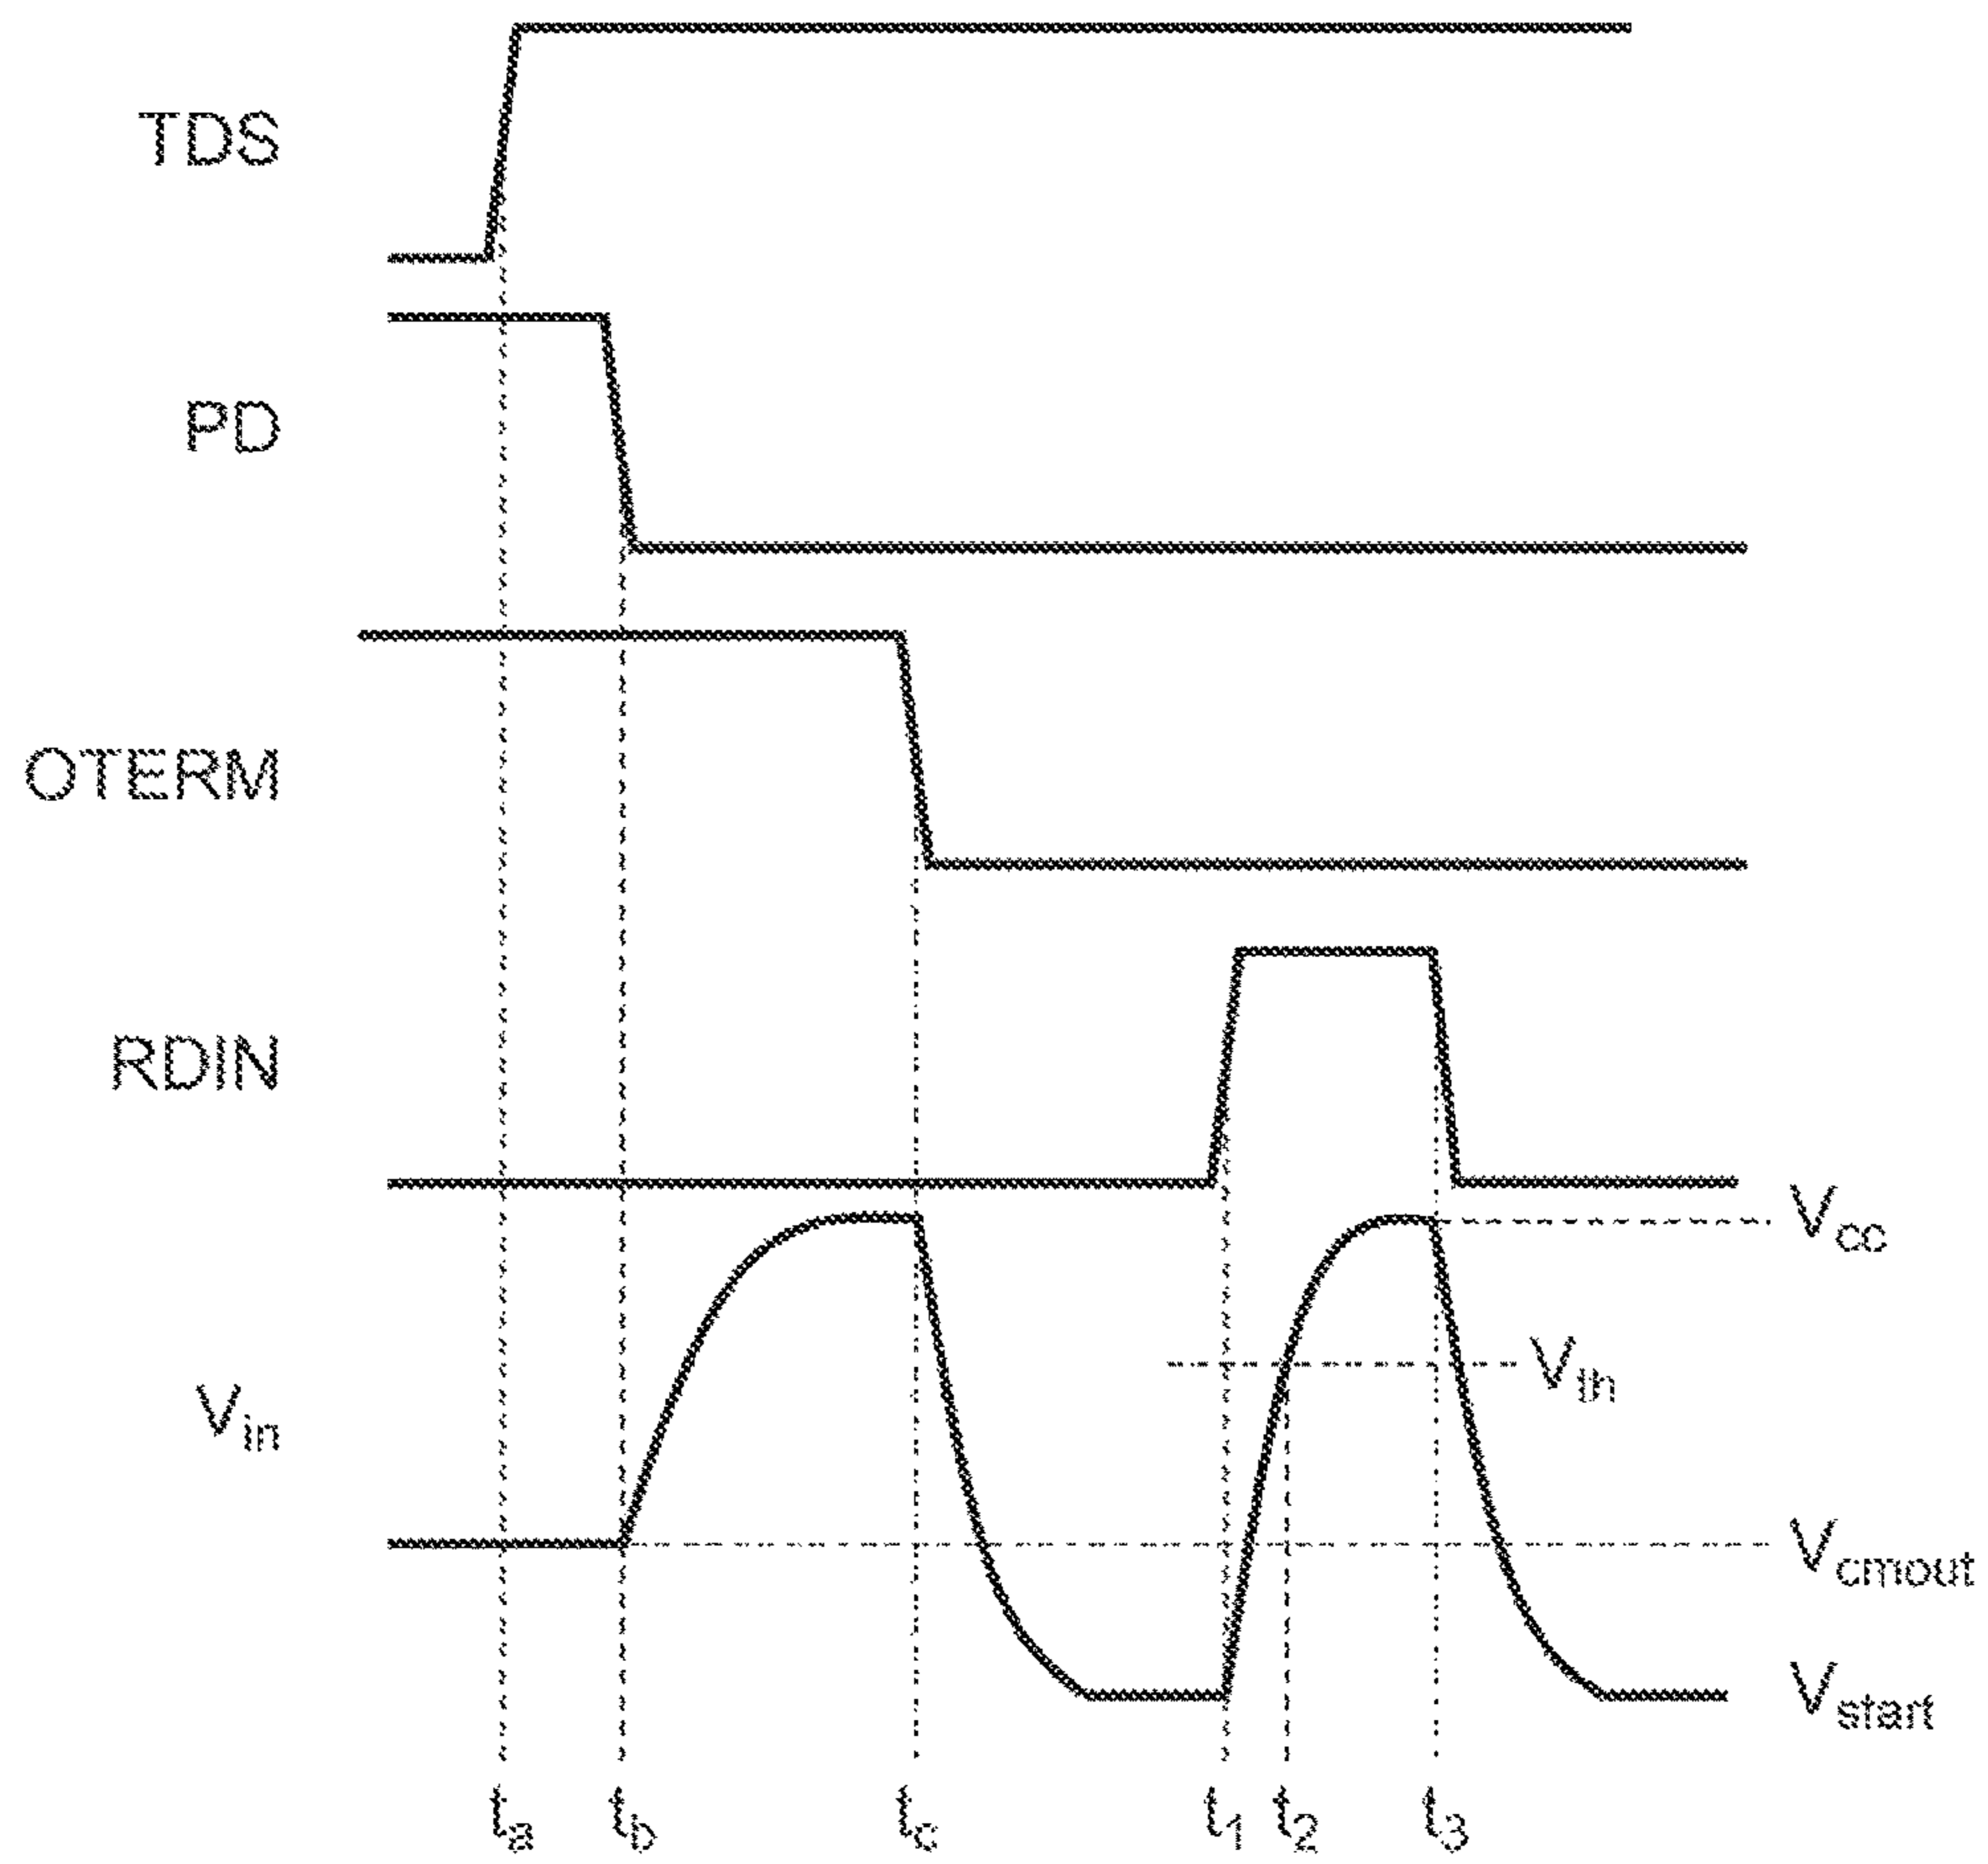 TDS
PD
OTERM
RDIN
Vcc
Vth
Vin
Vcmout
Vstart
ta tb tc t1 t2 t3